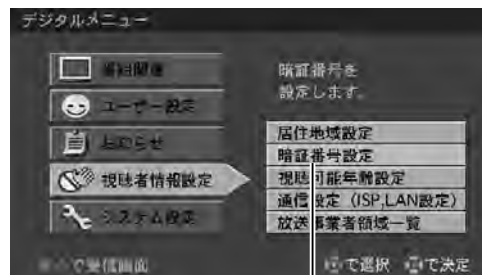 デジタルメニュー
番組関連
ユーザー設定
お知らせ
視聴者情報設定
システム設定
暗証番号を
設定します。
居住地域設定
暗証番号設定
視聴可能年齢設定
通信設定（ISP,LAN設定）
放送事業者領域一覧
で受信画面
で選択
で決定